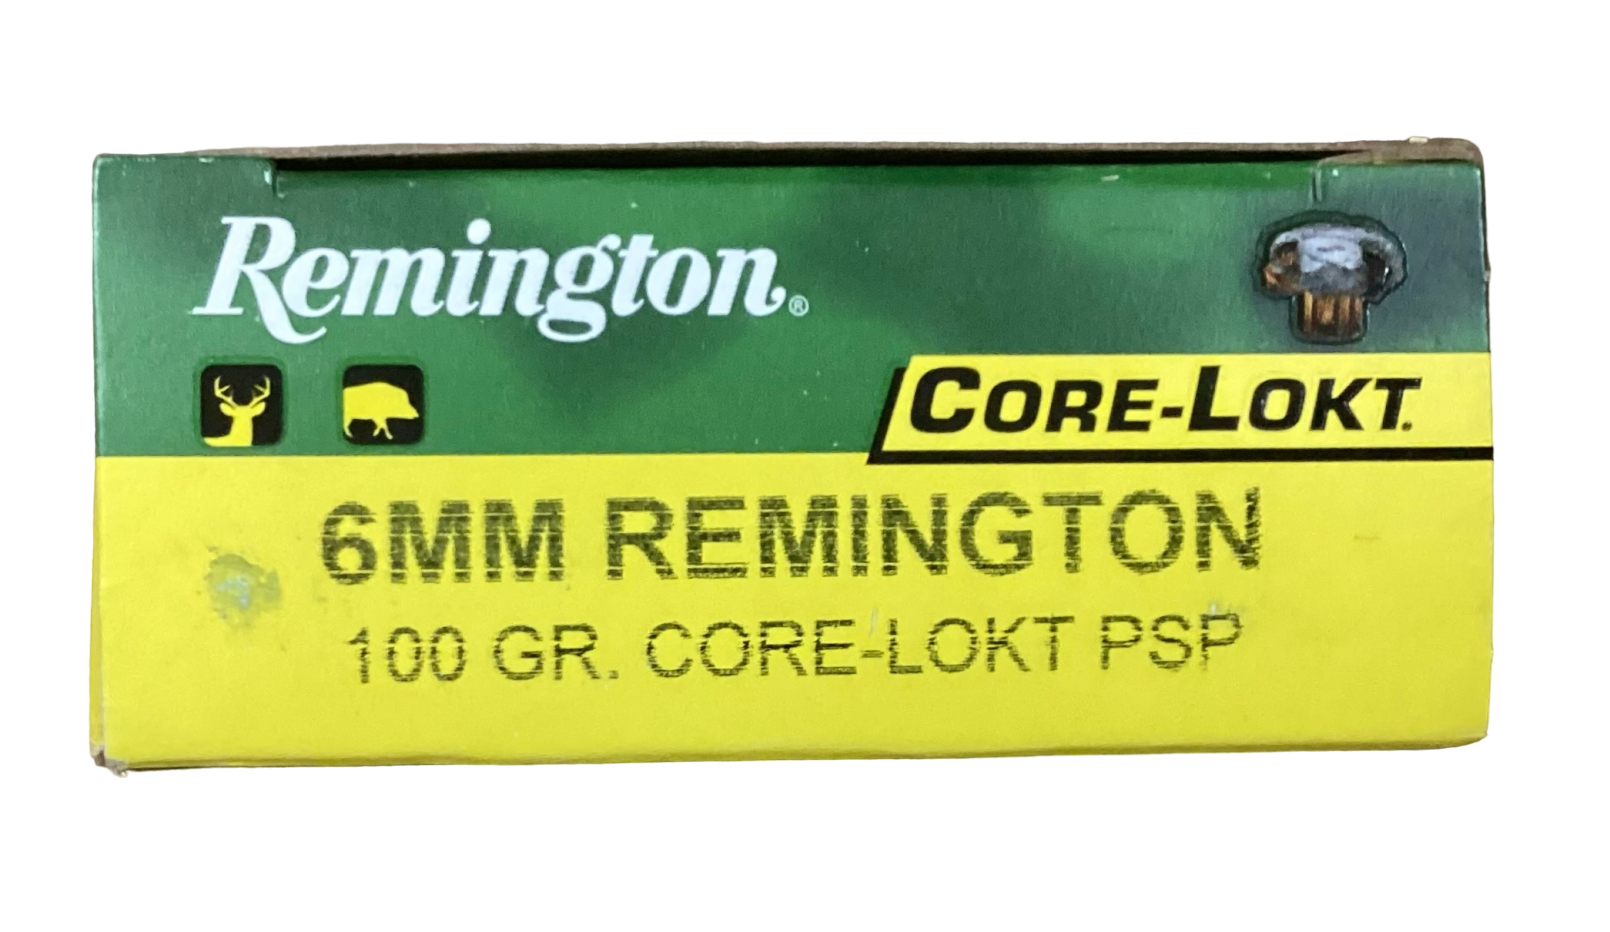 Remington®
CORE-LOKT
6MM REMINGTON
100 GR. CORE-LOKT PSP